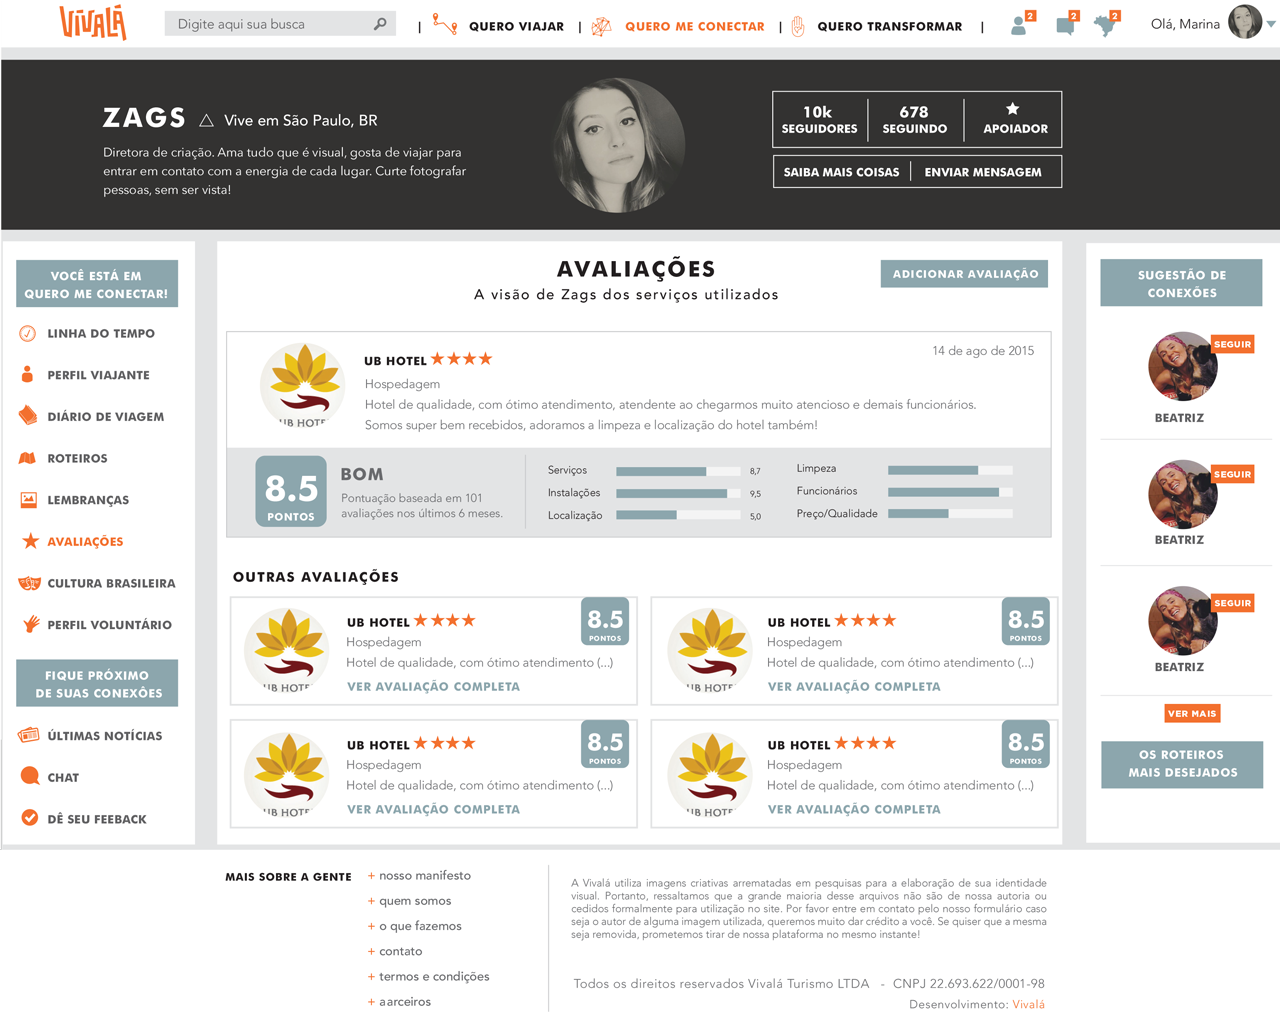 VIVALÁ
Digite aqui sua busca
| QUERO VIAJAR | QUERO ME CONECTAR | QUERO TRANSFORMAR |
2
2
2
Olá, Marina
ZAGS Vive em São Paulo, BR
Diretora de criação. Ama tudo que é visual, gosta de viajar para
entrar em contato com a energia de cada lugar. Curte fotografar
pessoas, sem ser vista!
10k
SEGUIDORES
678
SEGUINDO
APOIADOR
SAIBA MAIS COISAS
ENVIAR MENSAGEM
VOCÊ ESTÁ EM
QUERO ME CONECTAR!
LINHA DO TEMPO
PERFIL VIAJANTE
DIÁRIO DE VIAGEM
ROTEIROS
LEMBRANÇAS
AVALIAÇÕES
CULTURA BRASILEIRA
PERFIL VOLUNTÁRIO
FIQUE PRÓXIMO
DE SUAS CONEXÕES
ÚLTIMAS NOTÍCIAS
CHAT
DÊ SEU FEEBACK
AVALIAÇÕES
A visão de Zags dos serviços utilizados
ADICIONAR AVALIAÇÃO
UB HOTEL
UB HOTEL
14 de ago de 2015
Hospedagem
Hotel de qualidade, com ótimo atendimento, atendente ao chegarmos muito atencioso e demais funcionários.
Somos super bem recebidos, adoramos a limpeza e localização do hotel também!
8.5
PONTOS
BOM
Pontuação baseada em 101
avaliações nos últimos 6 meses.
Serviços 8,7
Instalações 9,5
Localização 5,0
Limpeza
Funcionários
Preço/Qualidade
OUTRAS AVALIAÇÕES
UB HOTEL
UB HOTEL
Hospedagem
Hotel de qualidade, com ótimo atendimento (...)
VER AVALIAÇÃO COMPLETA
8.5
PONTOS
UB HOTEL
UB HOTEL
Hospedagem
Hotel de qualidade, com ótimo atendimento (...)
VER AVALIAÇÃO COMPLETA
8.5
PONTOS
UB HOTEL
UB HOTEL
Hospedagem
Hotel de qualidade, com ótimo atendimento (...)
VER AVALIAÇÃO COMPLETA
8.5
PONTOS
UB HOTEL
UB HOTEL
Hospedagem
Hotel de qualidade, com ótimo atendimento (...)
VER AVALIAÇÃO COMPLETA
8.5
PONTOS
SUGESTÃO DE
CONEXÕES
SEGUIR
BEATRIZ
SEGUIR
BEATRIZ
SEGUIR
BEATRIZ
VER MAIS
OS ROTEIROS
MAIS DESEJADOS
MAIS SOBRE A GENTE
+ nosso manifesto
+ quem somos
+ o que fazemos
+ contato
+ termos e condições
+ aarceiros
A Vivalá utiliza imagens criativas arrematadas em pesquisas para a elaboração de sua identidade
visual. Portanto, ressaltamos que a grande maioria desse arquivos não são de nossa autoria ou
cedidos formalmente para utilização no site. Por favor entre em contato pelo nosso formulário caso
seja o autor de alguma imagem utilizada, queremos muito dar crédito a você. Se quiser que a mesma
seja removida, prometemos tirar de nossa plataforma no mesmo instante!
Todos os direitos reservados Vivalá Turismo LTDA - CNPJ 22.693.622/0001-98
Desenvolvimento: Vivalá